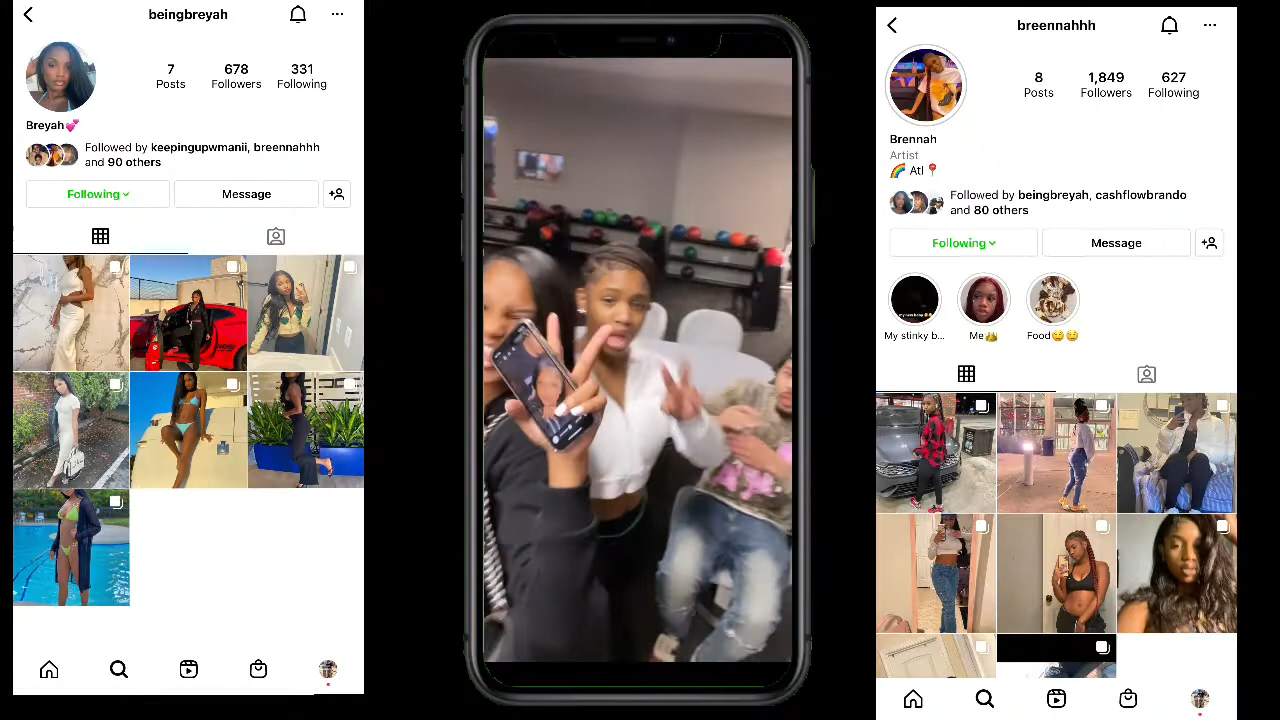 beingbreyah
7
678
331
Posts
Followers
Following
Breyah💕
Followed by keepingupwmanii, breennahhh
and 90 others
Following
Message
breennahhh
8
1,849
627
Posts
Followers
Following
Brennah
Artist
🌈 Atl📍
Followed by beingbreyah, cashflowbrando
and 80 others
Following
Message
My stinky b...
Me👸🏾
Food😋😑